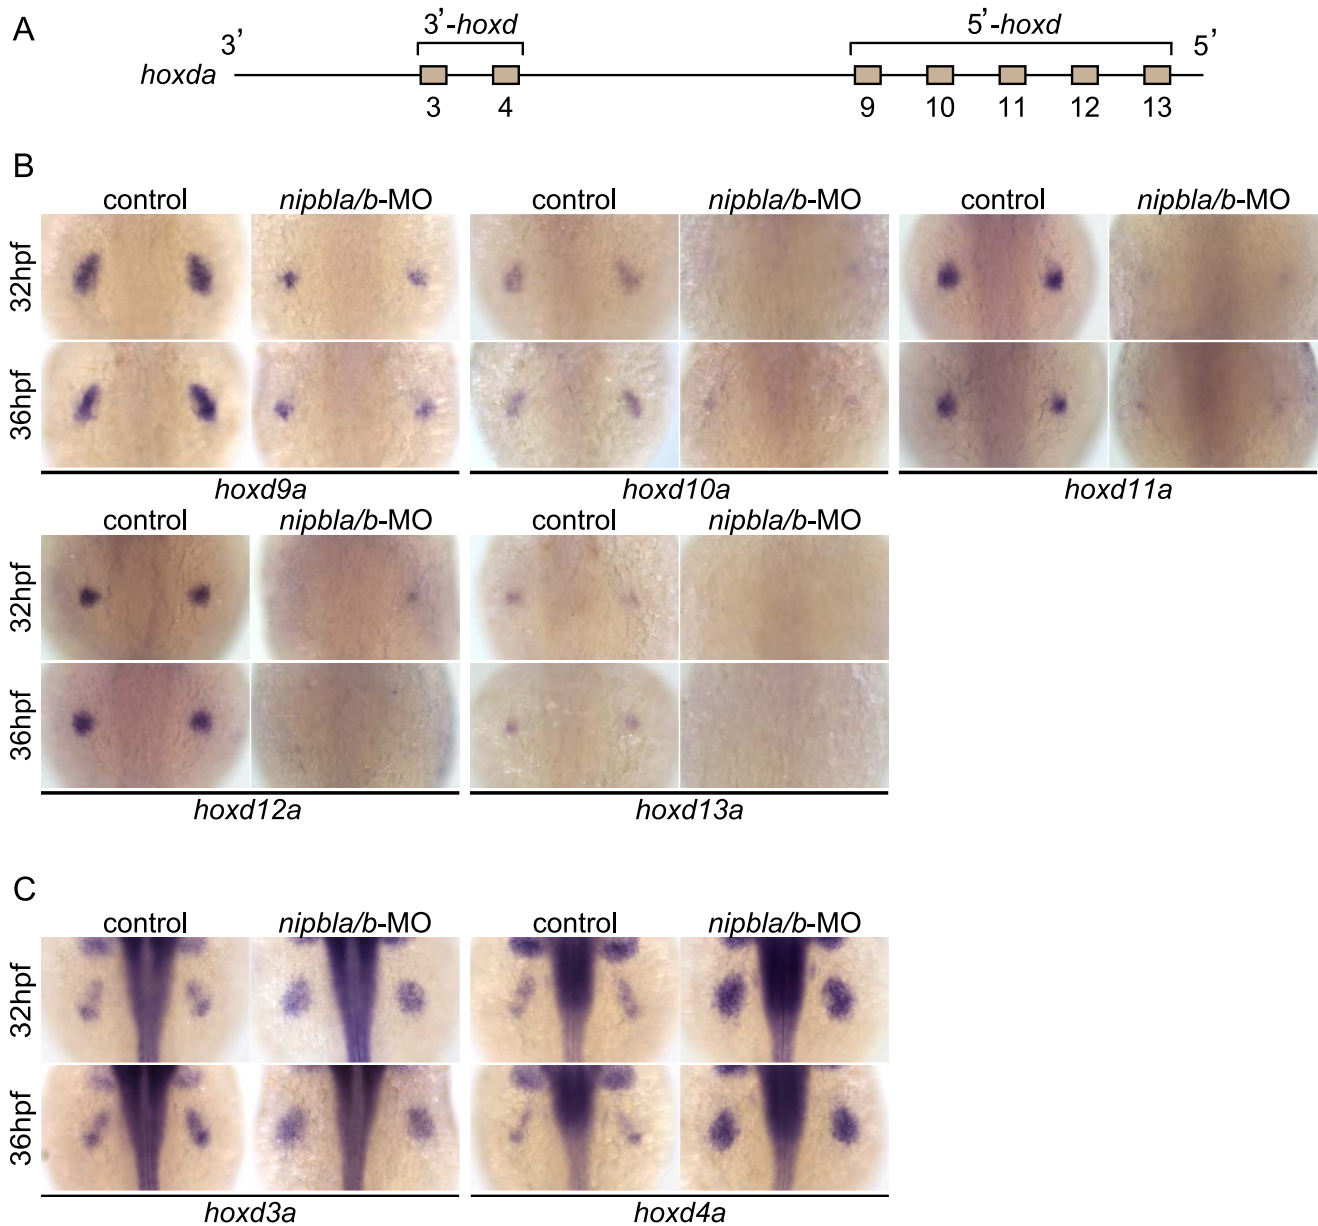 A
3’
3’-hoxd
5’-hoxd
5’
hoxda
3 4 9 10 11 12 13
B
control nipbla/b-MO control nipbla/b-MO control nipbla/b-MO
32hpf
36hpf
hoxd9a hoxd10a hoxd11a
control nipbla/b-MO control nipbla/b-MO
32hpf
36hpf
hoxd12a hoxd13a
C
control nipbla/b-MO control nipbla/b-MO
32hpf
36hpf
hoxd3a hoxd4a